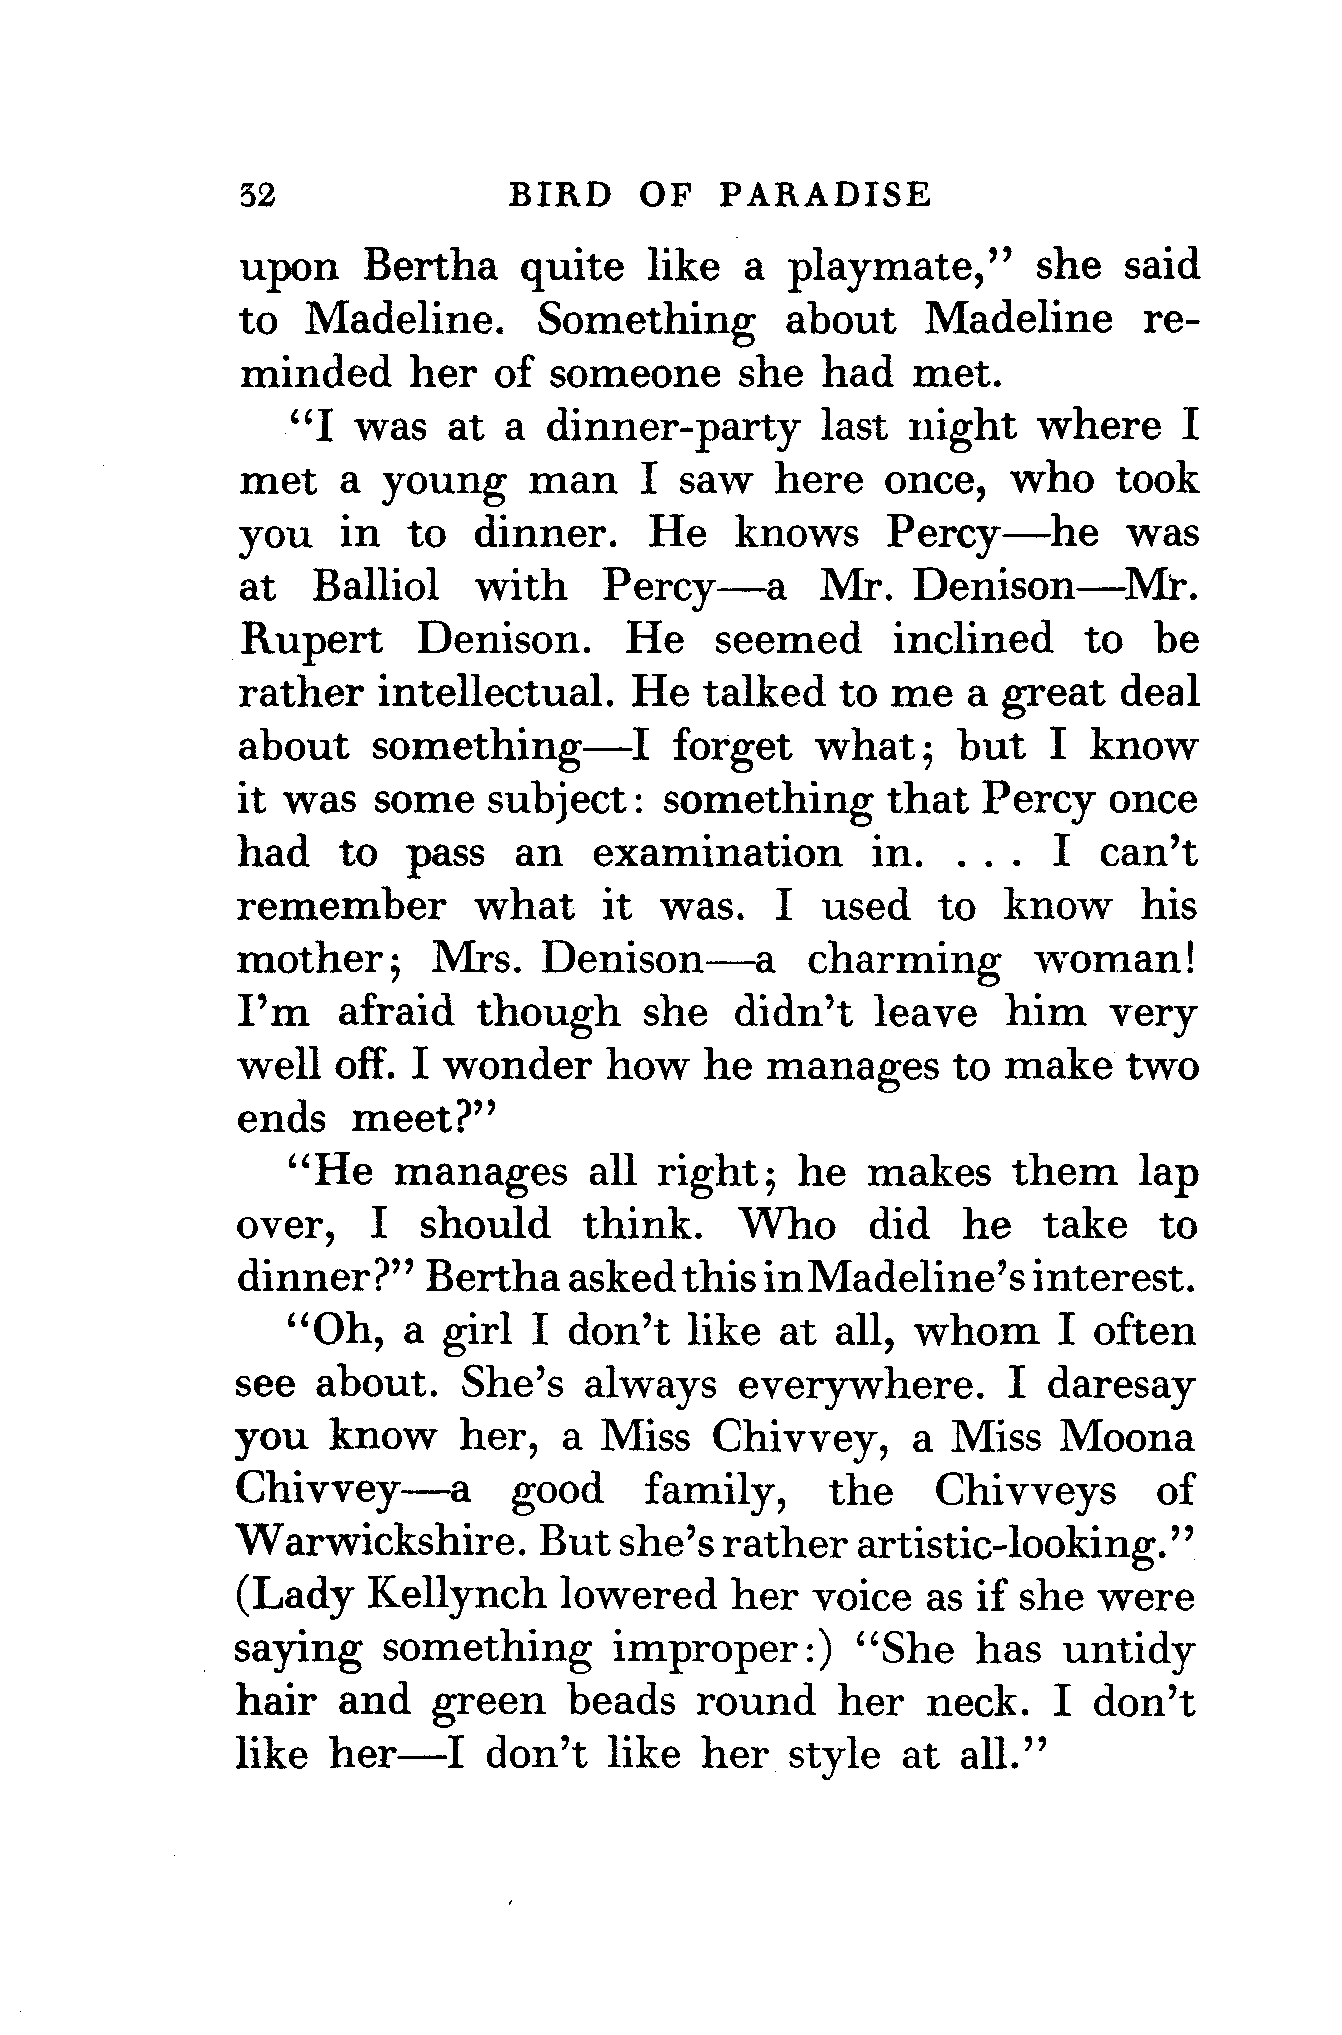 32 BIRD OF PARADISE
upon Bertha quite like a playmate,” she said
to Madeline. Something about Madeline re-
minded her of someone she had met.
“I was at a dinner-party last night where I
met a young man I saw here once, who took
you in to dinner. He knows Percy—he was
at Balliol with Percy—a Mr. Denison—Mr.
Rupert Denison. He seemed inclined to be
rather intellectual. He talked to me a great deal
about something—I forget what; but I know
it was some subject: something that Percy once
had to pass an examination in. . . . I can’t
remember what it was. I used to know his
mother; Mrs. Denison—a charming woman!
I’m afraid though she didn’t leave him very
well off. I wonder how he manages to make two
ends meet?”
“He manages all right; he makes them lap
over, I should think. Who did he take to
dinner?” Bertha asked this in Madeline’s interest.
“Oh, a girl I don’t like at all, whom I often
see about. She’s always everywhere. I daresay
you know her, a Miss Chivvey, a Miss Moona
Chivvey—a good family, the Chivveys of
Warwickshire. But she’s rather artistic-looking.”
(Lady Kellynch lowered her voice as if she were
saying something improper:) “She has untidy
hair and green beads round her neck. I don’t
like her—I don’t like her style at all.”